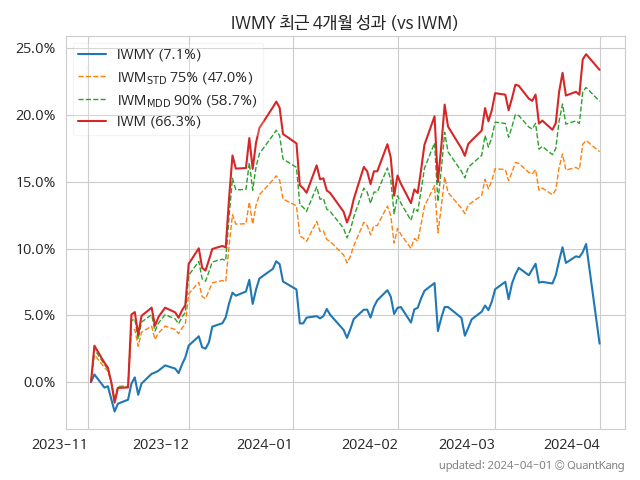 IWMY 최근 4개월 성과 (vs IWM)
IWMY (7.1%)
IWM_STD 75% (47.0%)
IWM_MDD 90% (58.7%)
IWM (66.3%)
25.0%
20.0%
15.0%
10.0%
5.0%
0.0%
2023-11 2023-12 2024-01 2024-02 2024-03 2024-04
updated: 2024-04-01 © QuantKang